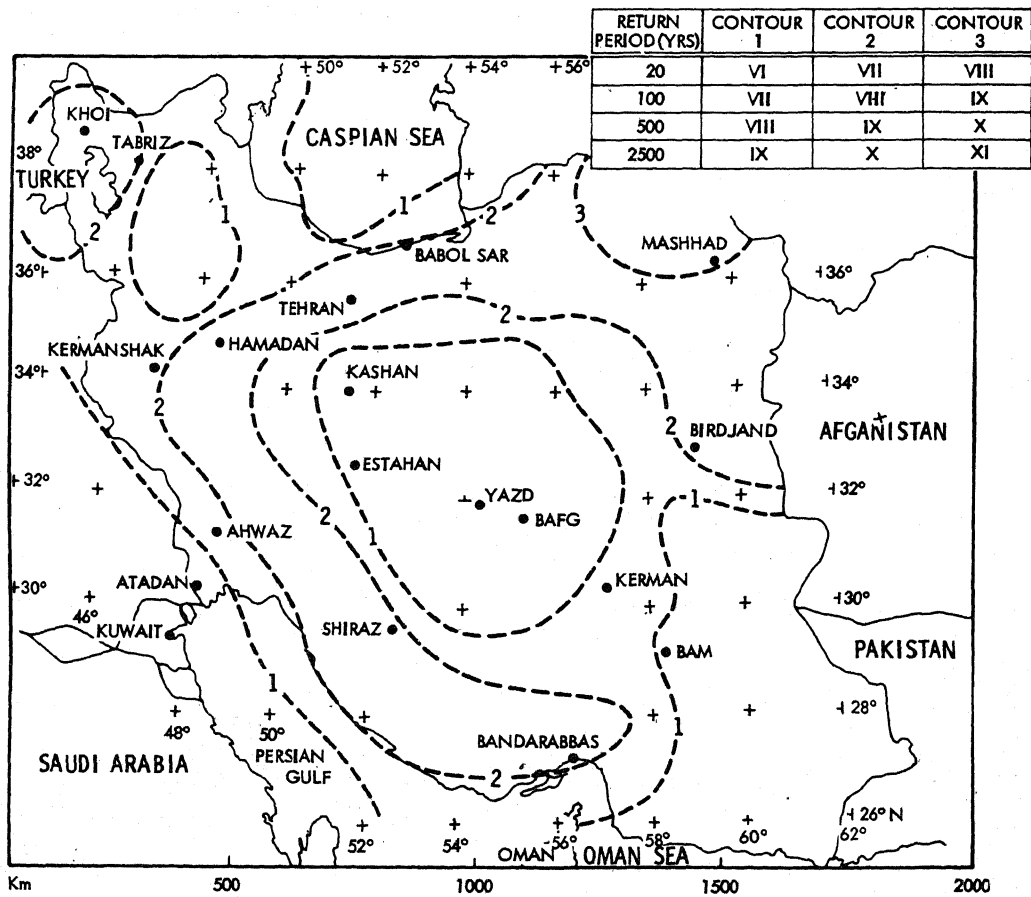 RETURN PERIOD (YRS) CONTOUR 1 CONTOUR 2 CONTOUR 3
20 VI VII VIII
100 VII VIII IX
500 VIII IX X
2500 IX X XI
50° 52° 54° 56°
KHOI
CASPIAN SEA
TABRIZ
38°
TURKEY
1
1
2
3
2
MASHHAD
BABOL SAR
36°
36°
TEHRAN
2
HAMADAN
KERMANSHAK
34°
KASHAN
34°
2
2
BIRDJAND
AFGANISTAN
ESTAHAN
32°
32°
YAZD
1
2
BAFG
AHWAZ
1
ATADAN
KERMAN
30°
30°
46°
KUWAIT
SHIRAZ
BAM
PAKISTAN
1
28°
48°
50°
1
BANDARABBAS
PERSIAN GULF
SAUDI ARABIA
2
26° N
52° 54° 56° 58° 60° 62°
OMAN
OMAN SEA
Km 500 1000 1500 2000